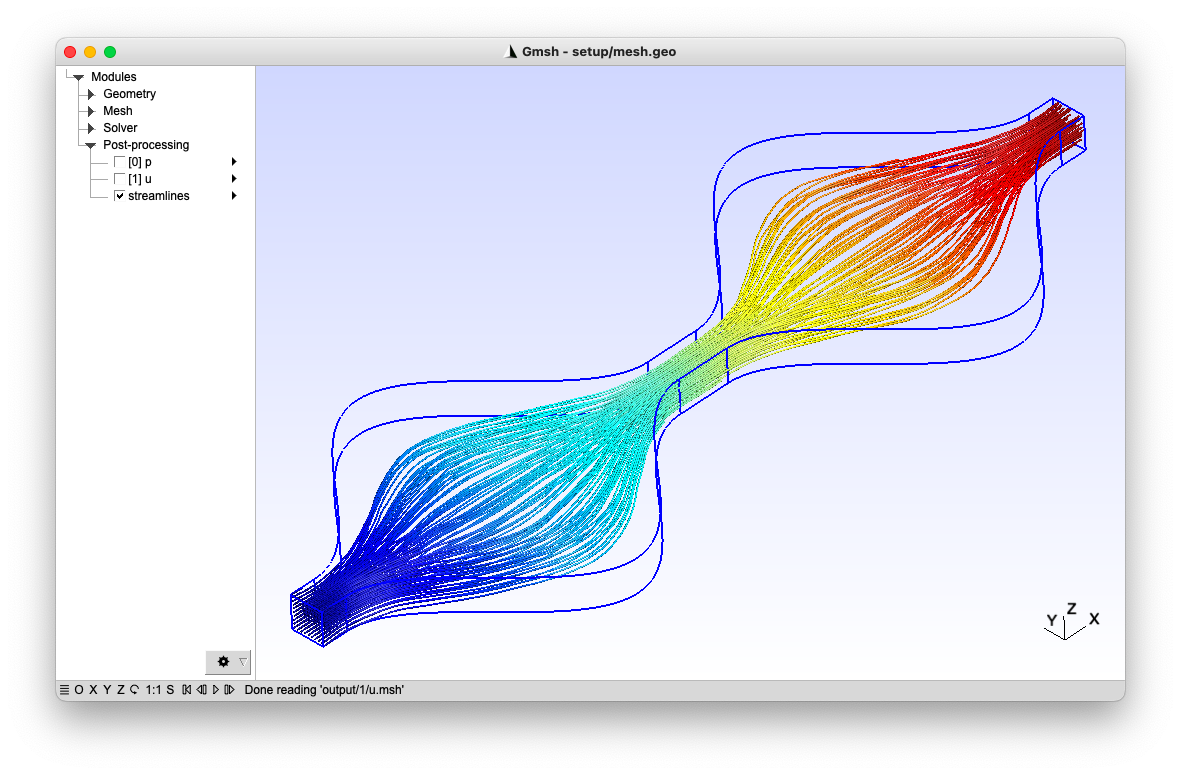 Gmsh - setup/mesh.geo
Modules
Geometry
Mesh
Solver
Post-processing
[0] p
[1] u
streamlines
Y Z X
O X Y Z 1:1 S Done reading 'output/1/u.msh'